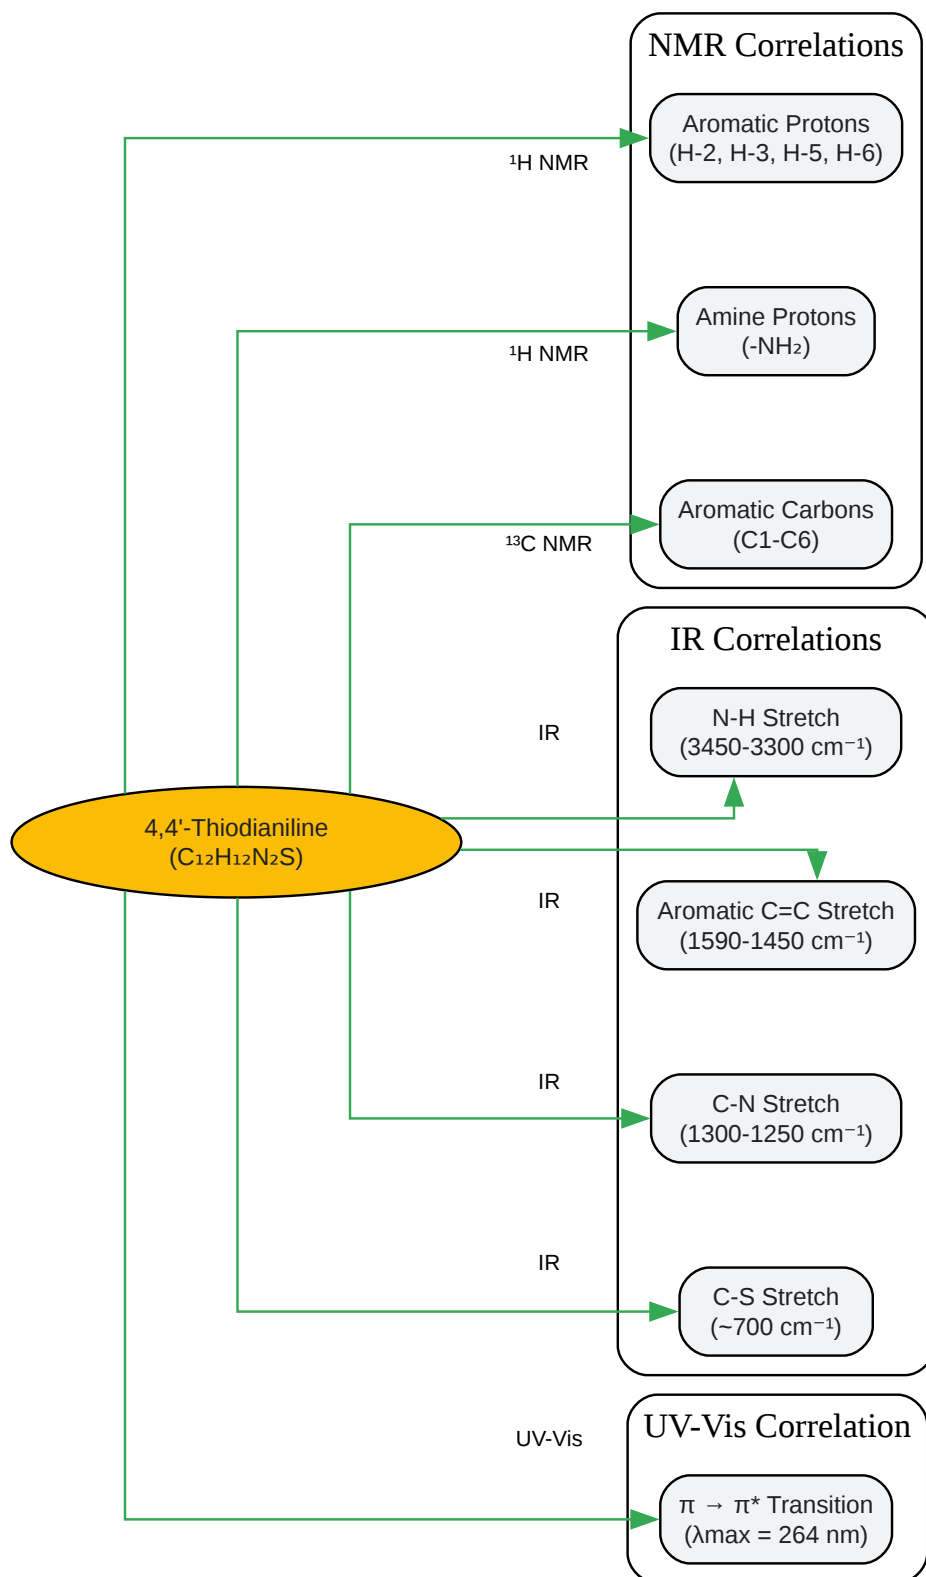 NMR Correlations
Aromatic Protons
(H-2, H-3, H-5, H-6)
¹H NMR
Amine Protons
(-NH₂)
¹H NMR
Aromatic Carbons
(C1-C6)
¹³C NMR
IR Correlations
N-H Stretch
(3450-3300 cm⁻¹)
IR
4,4'-Thiodianiline
(C₁₂H₁₂N₂S)
IR
Aromatic C=C Stretch
(1590-1450 cm⁻¹)
IR
C-N Stretch
(1300-1250 cm⁻¹)
IR
C-S Stretch
(~700 cm⁻¹)
UV-Vis Correlation
UV-Vis
π → π* Transition
(λmax = 264 nm)